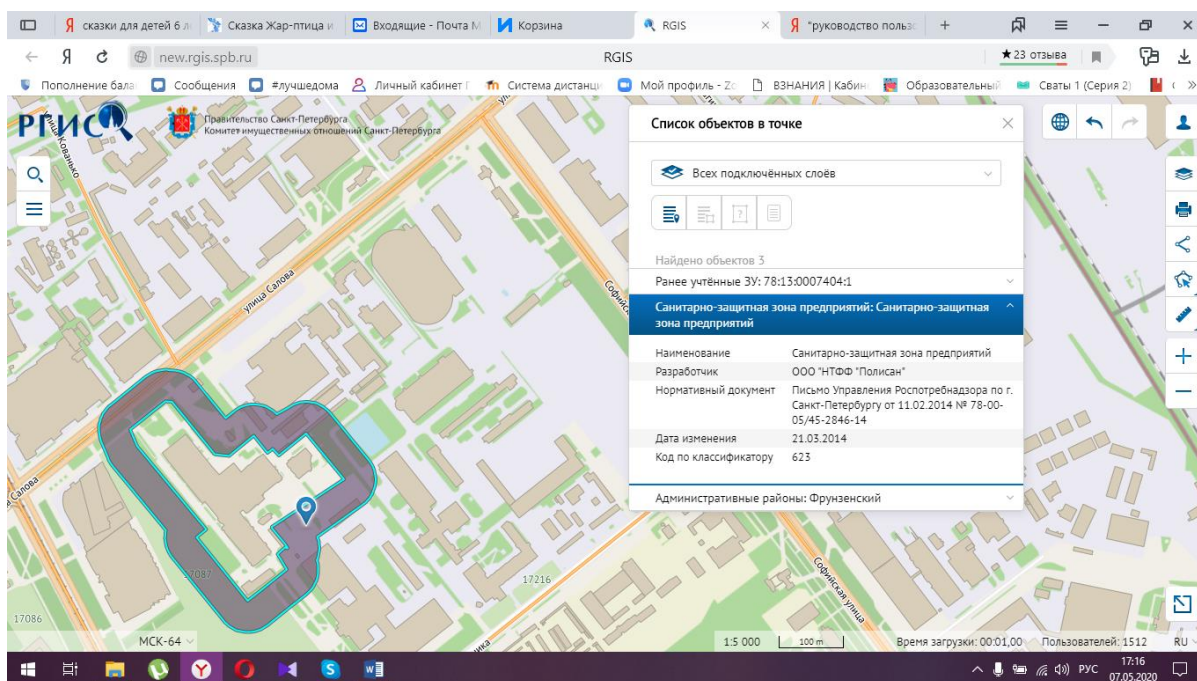 сказки для детей 6 л
Сказка Жар-птица и
Входящие - Почта М
Корзина
RGIS
"руководство польз
new.rgis.spb.ru
RGIS
★23 отзыва
Пополнение бала
Сообщения
#лучшедома
Личный кабинет
Система дистанци
Мой профиль - Zo
ВЗНАНИЯ | Кабин
Образовательный
Сваты 1 (Серия 2)
РГИС
Правительство Санкт-Петербурга
Комитет имущественных отношений Санкт-Петербурга
улица Кованько
улица Салова
Салова
Софийс
Софийская улица
17087
17216
17086
Список объектов в точке
Всех подключённых слоёв
Найдено объектов 3
Ранее учтённые ЗУ: 78:13:0007404:1
Санитарно-защитная зона предприятий: Санитарно-защитная
зона предприятий
Наименование Санитарно-защитная зона предприятий
Разработчик ООО "НТФФ "Полисан"
Нормативный документ Письмо Управления Роспотребнадзора по г.
Санкт-Петербургу от 11.02.2014 № 78-00-
05/45-2846-14
Дата изменения 21.03.2014
Код по классификатору 623
Административные районы: Фрунзенский
МСК-64
1:5 000
100 m
Время загрузки: 00:01,00
Пользователей: 1512
RU
РУС
17:16
07.05.2020